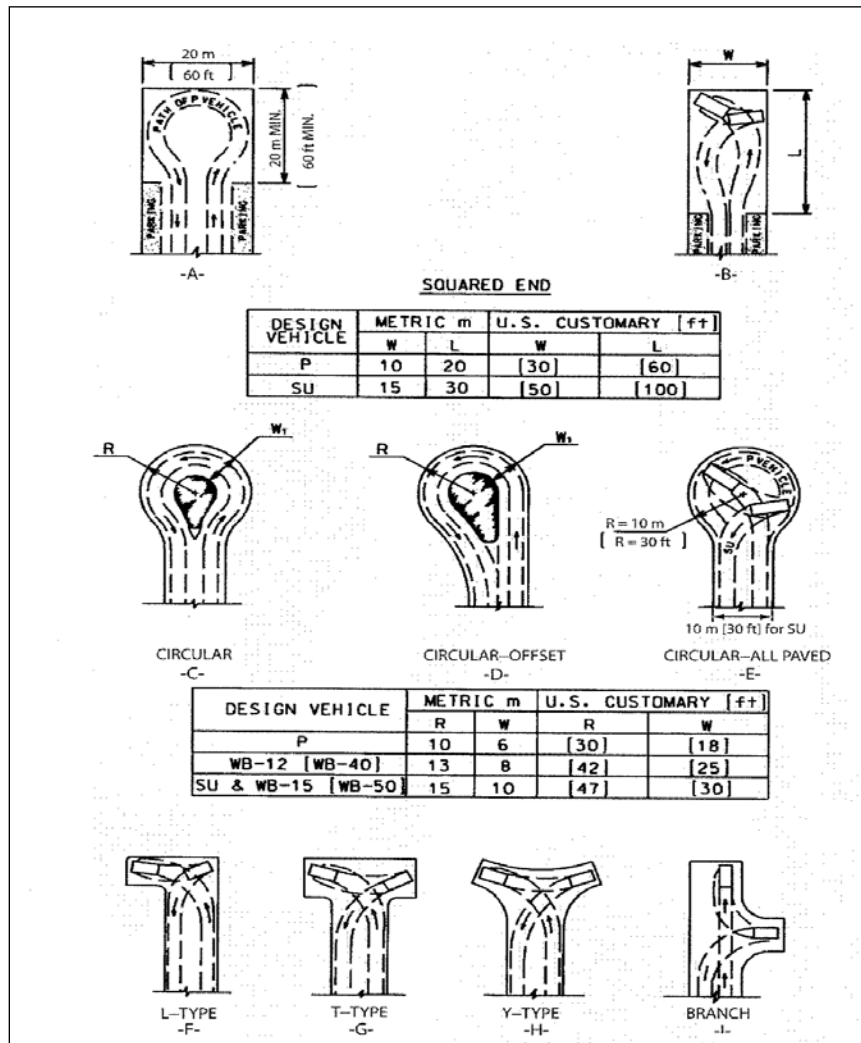 20 m
[ 60 ft ]
PATH OF P VEHICLE
20 m MIN.
[ 60 ft MIN. ]
PARKING
PARKING
-A-
W
L
PARKING
PARKING
-B-
SQUARED END
DESIGN VEHICLE METRIC m U.S. CUSTOMARY [ft]
W L W L
P 10 20 [30] [60]
SU 15 30 [50] [100]
R
W₁
R
W₁
P VEHICLE
R = 10 m
[ R = 30 ft ]
SU
10 m [30 ft] for SU
CIRCULAR
-C-
CIRCULAR–OFFSET
-D-
CIRCULAR–ALL PAVED
-E-
DESIGN VEHICLE METRIC m U.S. CUSTOMARY [ft]
R W R W
P 10 6 [30] [18]
WB-12 [WB-40] 13 8 [42] [25]
SU & WB-15 [WB-50] 15 10 [47] [30]
L–TYPE
-F-
T–TYPE
-G-
Y–TYPE
-H-
BRANCH
-I-